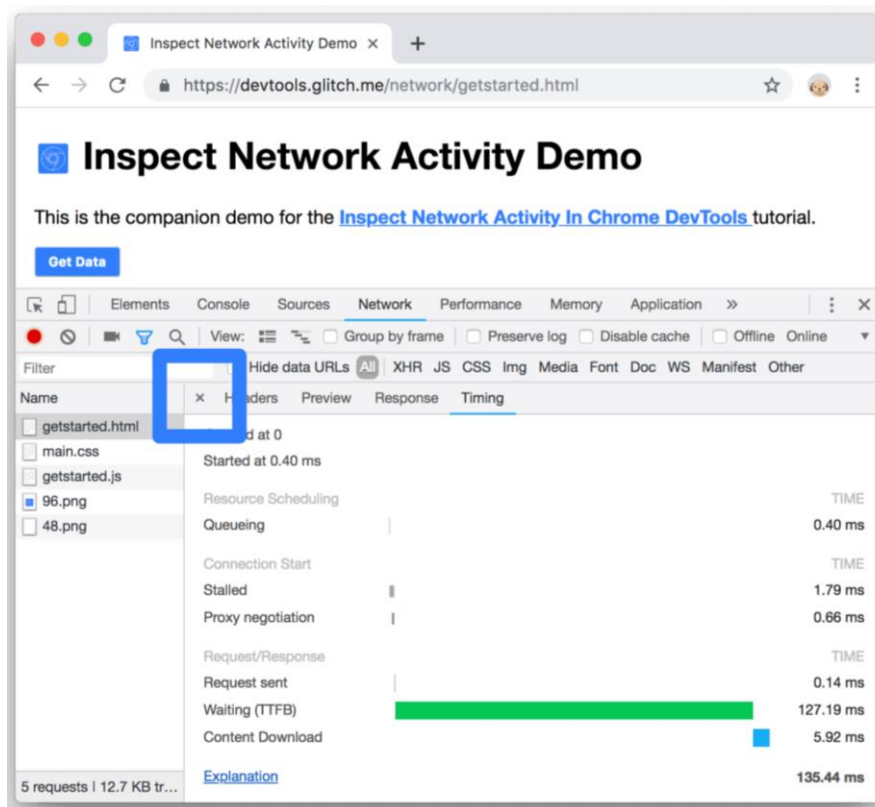 Inspect Network Activity Demo
https://devtools.glitch.me/network/getstarted.html
Inspect Network Activity Demo
This is the companion demo for the Inspect Network Activity In Chrome DevTools tutorial.
Get Data
Elements Console Sources Network Performance Memory Application »
View: Group by frame Preserve log Disable cache Offline Online
Filter Hide data URLs All XHR JS CSS Img Media Font Doc WS Manifest Other
Name × Headers Preview Response Timing
getstarted.html
at 0
main.css
Started at 0.40 ms
getstarted.js
Resource Scheduling TIME
96.png
Queueing 0.40 ms
48.png
Connection Start TIME
Stalled 1.79 ms
Proxy negotiation 0.66 ms
Request/Response TIME
Request sent 0.14 ms
Waiting (TTFB) 127.19 ms
Content Download 5.92 ms
Explanation 135.44 ms
5 requests | 12.7 KB tr...